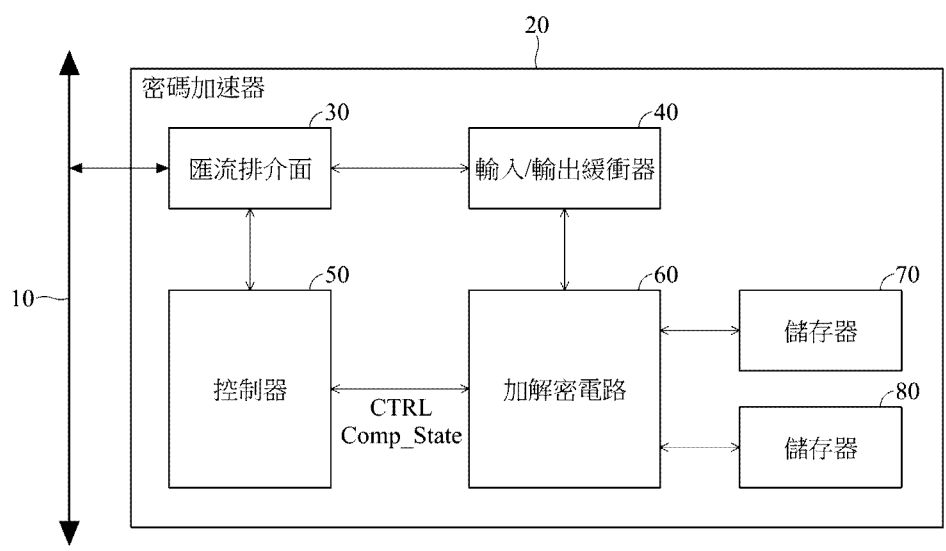 20
密碼加速器
30
40
匯流排介面
輸入/輸出緩衝器
10
50
60
70
控制器
加解密電路
儲存器
CTRL
Comp_State
80
儲存器